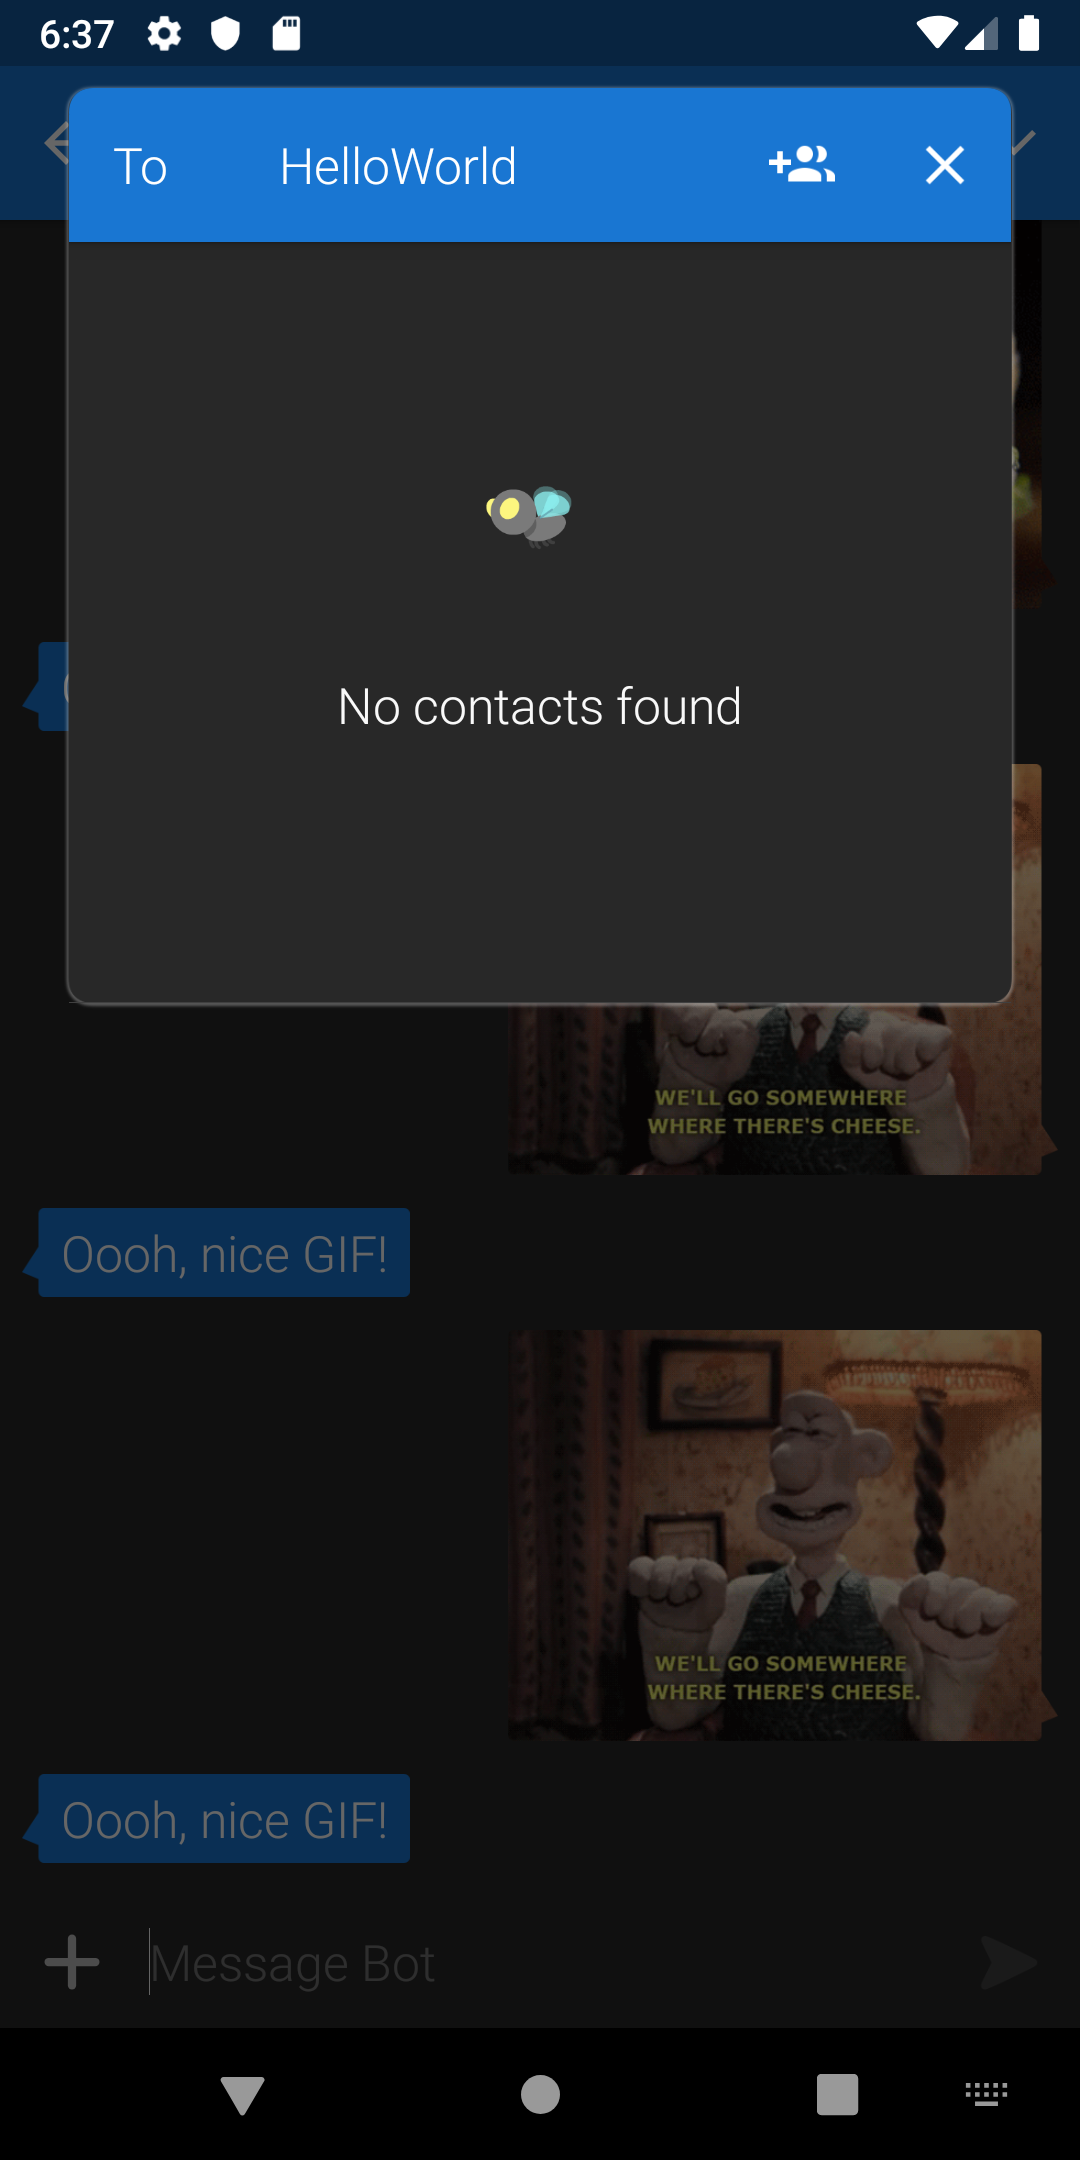 6:37
To HelloWorld
No contacts found
WE'LL GO SOMEWHERE
WHERE THERE'S CHEESE.
Oooh, nice GIF!
WE'LL GO SOMEWHERE
WHERE THERE'S CHEESE.
Oooh, nice GIF!
Message Bot